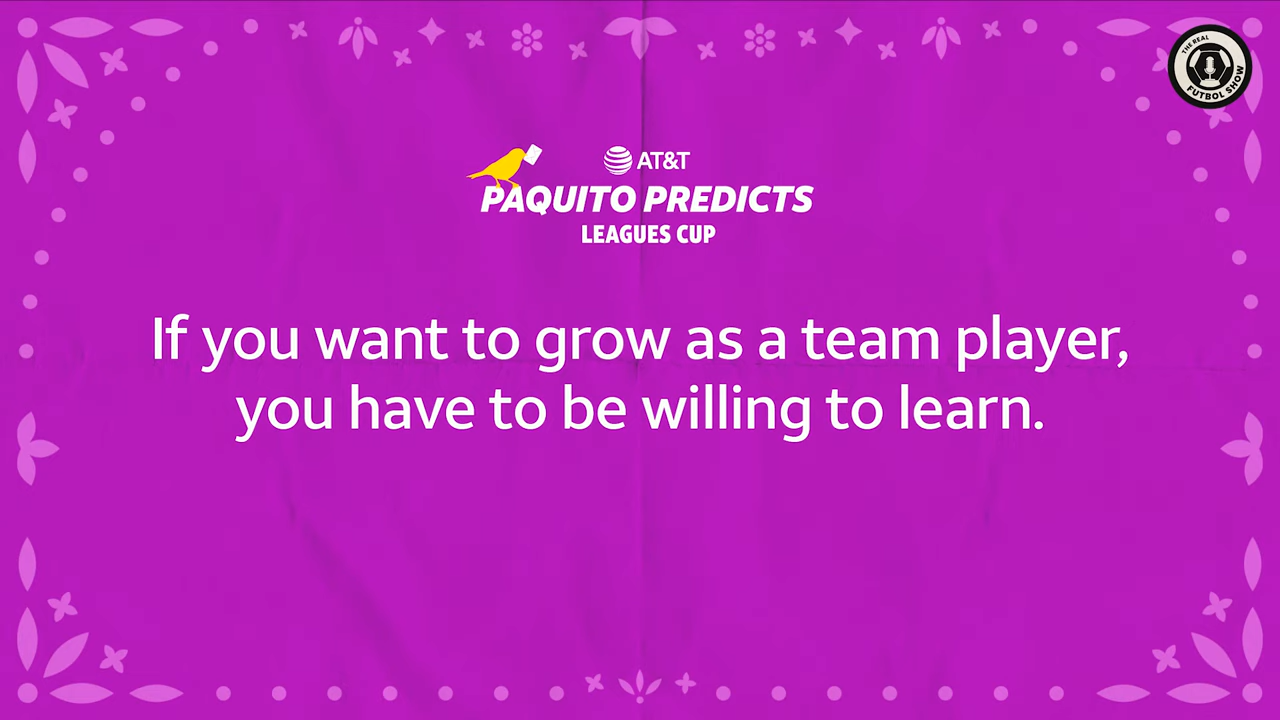 THE REAL
FUTBOL SHOW
AT&T
PAQUITO PREDICTS
LEAGUES CUP
If you want to grow as a team player,
you have to be willing to learn.